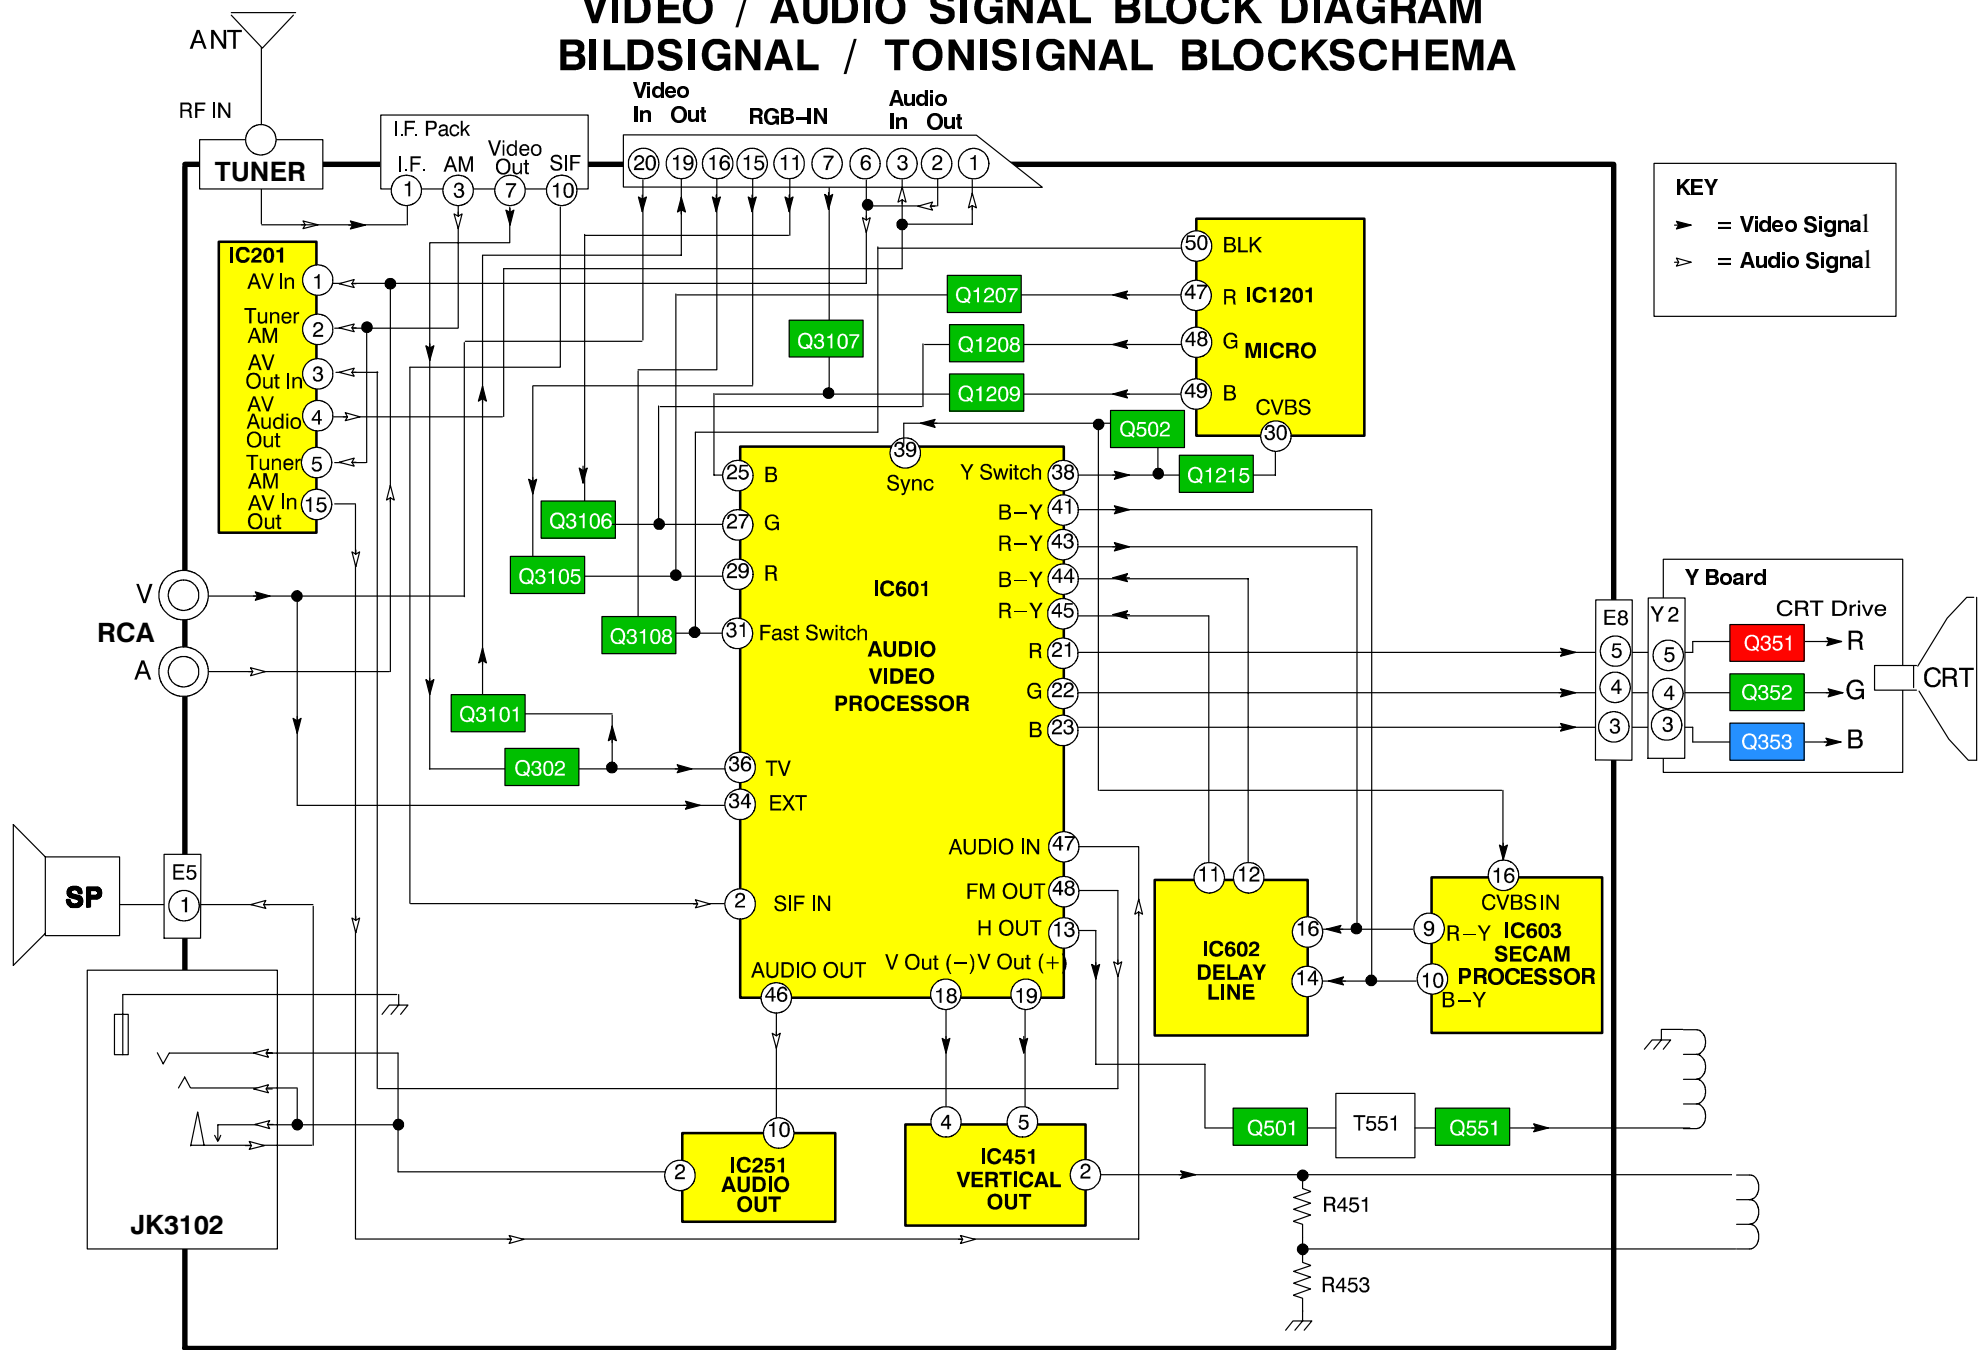 VIDEO / AUDIO SIGNAL BLOCK DIAGRAM
BILDSIGNAL / TONISIGNAL BLOCKSCHEMA
ANT
RF IN
TUNER
I.F. Pack
I.F. AM Video Out SIF
1 3 7 10
Video
In Out
RGB-IN
Audio
In Out
20 19 16 15 11 7 6 3 2 1
KEY
= Video Signal
= Audio Signal
IC201
AV In 1
Tuner
AM 2
AV
Out In 3
AV
Audio
Out 4
Tuner
AM 5
AV In
Out 15
50 BLK
47 R IC1201
48 G MICRO
49 B
CVBS
30
Q1207
Q1208
Q1209
Q3107
Q502
Q1215
Q3106
Q3105
Q3108
Q3101
Q302
V
RCA
A
39
Sync
25 B
27 G
29 R
31 Fast Switch
36 TV
34 EXT
2 SIF IN
IC601
AUDIO
VIDEO
PROCESSOR
Y Switch 38
B-Y 41
R-Y 43
B-Y 44
R-Y 45
R 21
G 22
B 23
AUDIO IN 47
FM OUT 48
H OUT 13
AUDIO OUT
V Out (-) V Out (+)
46 18 19
E8
5
4
3
Y2
5
4
3
Y Board
CRT Drive
Q351 R
Q352 G
Q353 B
CRT
SP
E5
1
JK3102
11 12
16
14
IC602
DELAY
LINE
16
CVBS IN
9 R-Y
IC603
SECAM
PROCESSOR
10 B-Y
10
2
IC251
AUDIO
OUT
4 5
IC451
VERTICAL
OUT
2
Q501
T551
Q551
R451
R453